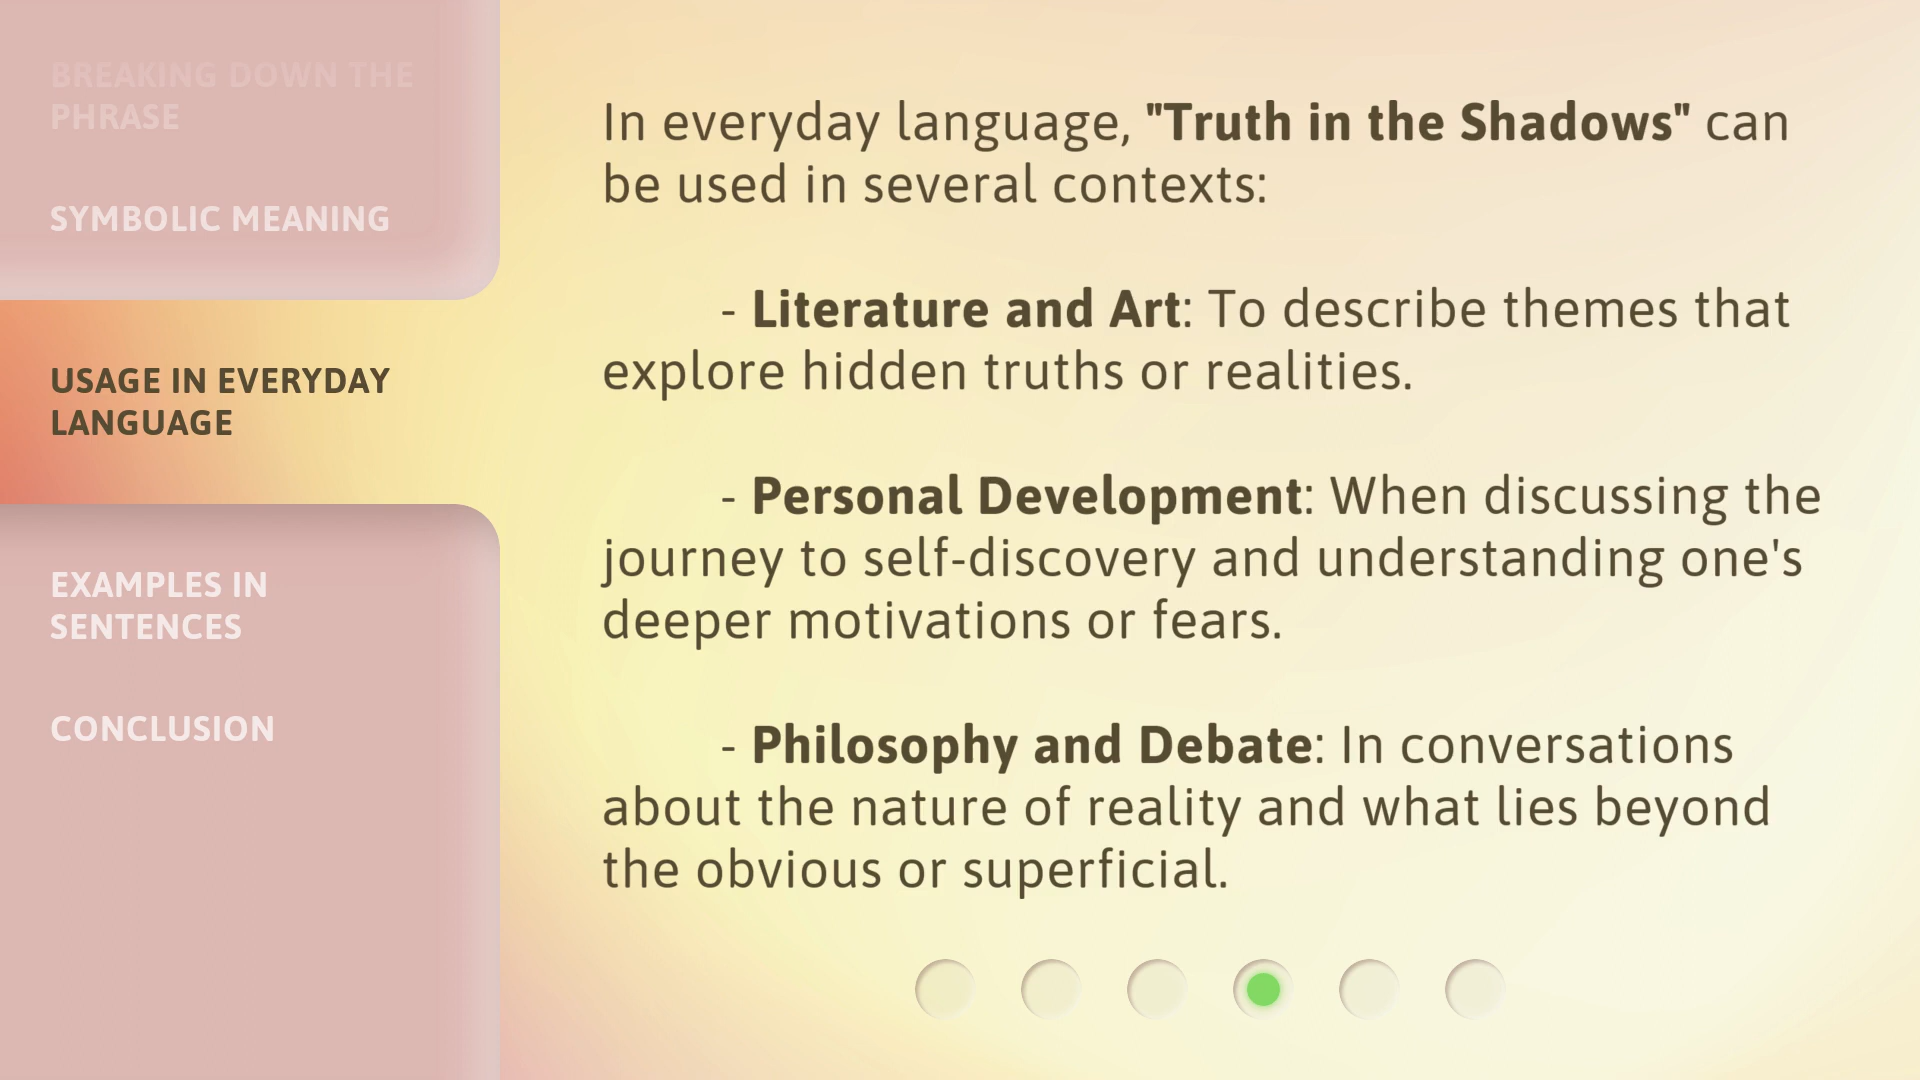 BREAKING DOWN THE
PHRASE
SYMBOLIC MEANING
USAGE IN EVERYDAY
LANGUAGE
EXAMPLES IN
SENTENCES
CONCLUSION
In everyday language, "Truth in the Shadows" can
be used in several contexts:
- Literature and Art: To describe themes that
explore hidden truths or realities.
- Personal Development: When discussing the
journey to self-discovery and understanding one's
deeper motivations or fears.
- Philosophy and Debate: In conversations
about the nature of reality and what lies beyond
the obvious or superficial.